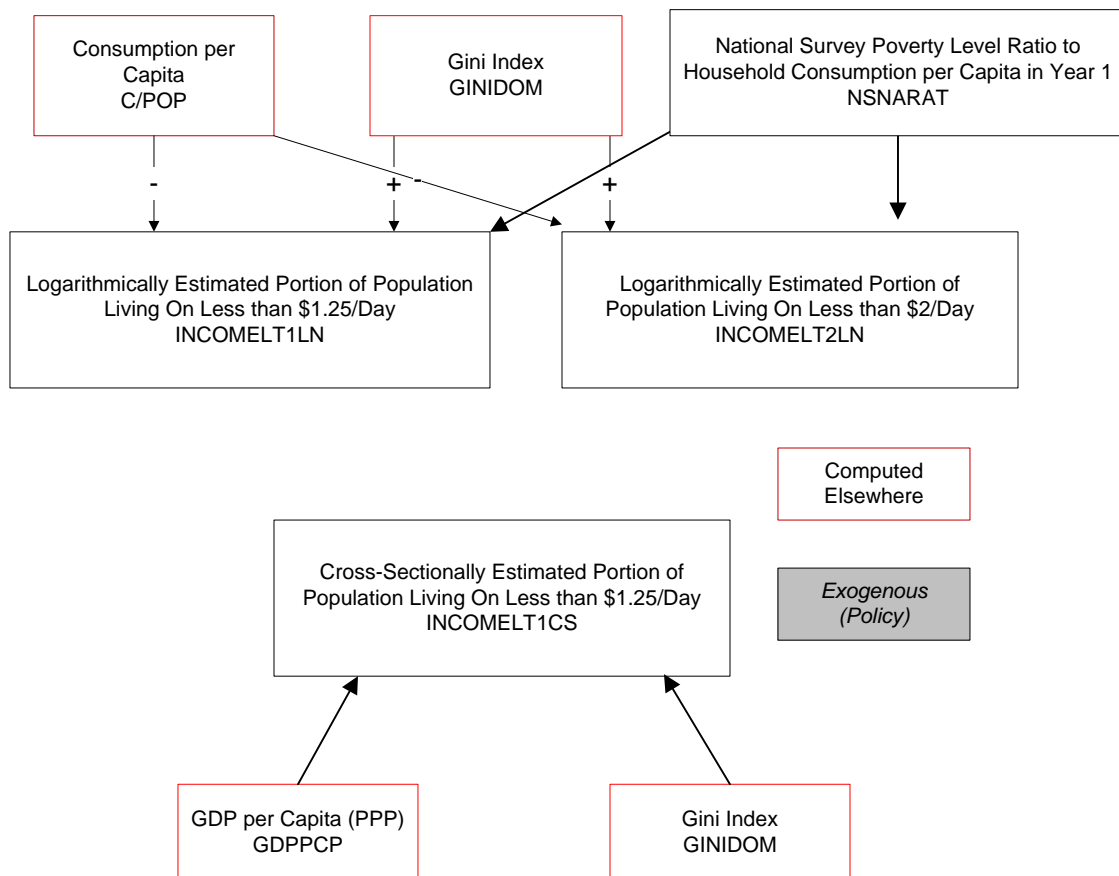 Consumption per
Capita
C/POP
Gini Index
GINIDOM
National Survey Poverty Level Ratio to
Household Consumption per Capita in Year 1
NSNARAT
-
+
-
+
Logarithmically Estimated Portion of Population
Living On Less than $1.25/Day
INCOMELT1LN
Logarithmically Estimated Portion of
Population Living On Less than $2/Day
INCOMELT2LN
Computed
Elsewhere
Cross-Sectionally Estimated Portion of
Population Living On Less than $1.25/Day
INCOMELT1CS
Exogenous
(Policy)
GDP per Capita (PPP)
GDPPCP
Gini Index
GINIDOM